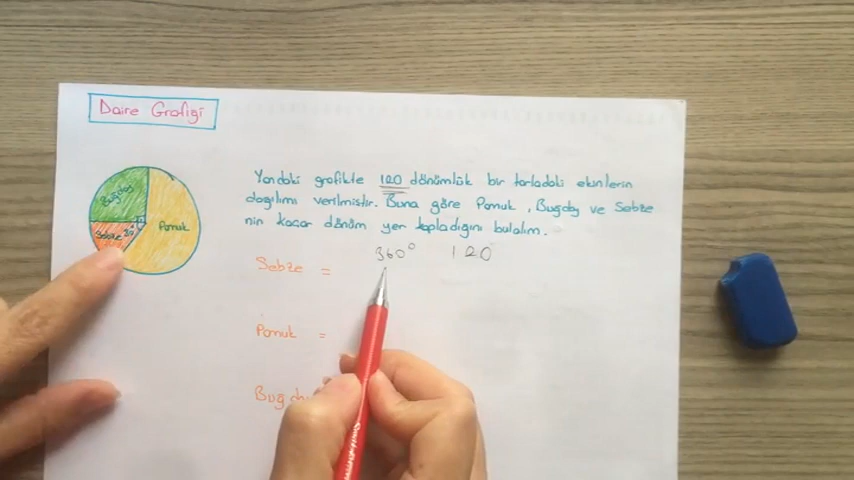 Daire Grafiği
Buğday
Sebze
Pamuk
Yandaki grafikte 120 dönümlük bir tarladaki ekinlerin
dağılımı verilmiştir. Buna göre Pamuk, Buğday ve Sebze
nin kaçar dönüm yer topladığını bulalım.
360° 120
Sebze =
Pamuk =